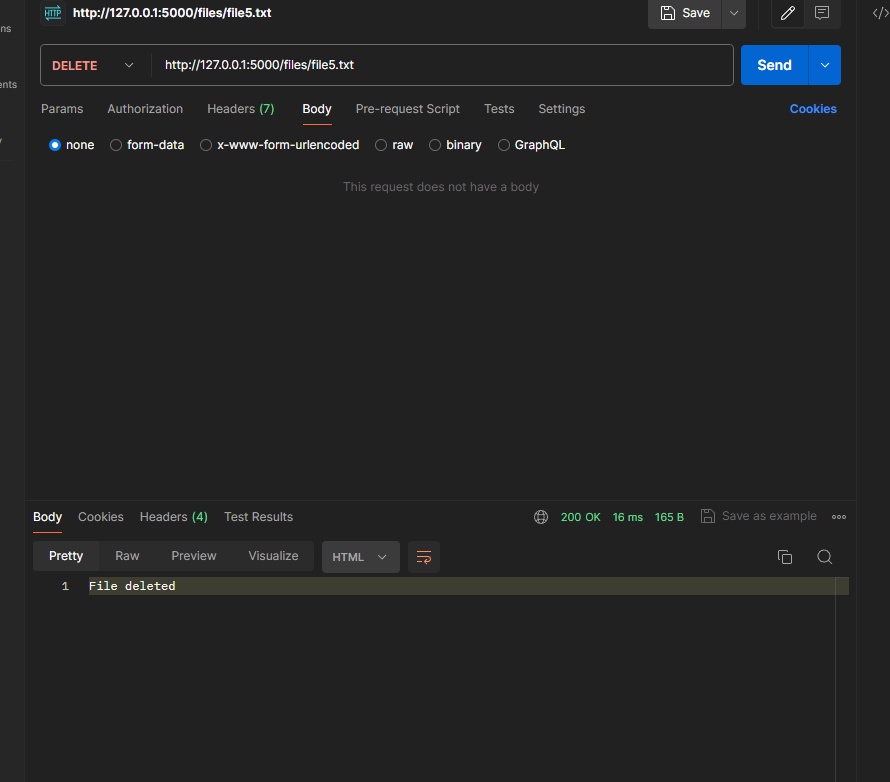 HTTP http://127.0.0.1:5000/files/file5.txt Save
ns
DELETE http://127.0.0.1:5000/files/file5.txt Send
ents
Params Authorization Headers (7) Body Pre-request Script Tests Settings Cookies
none form-data x-www-form-urlencoded raw binary GraphQL
This request does not have a body
Body Cookies Headers (4) Test Results 200 OK 16 ms 165 B Save as example
Pretty Raw Preview Visualize HTML
1 File deleted